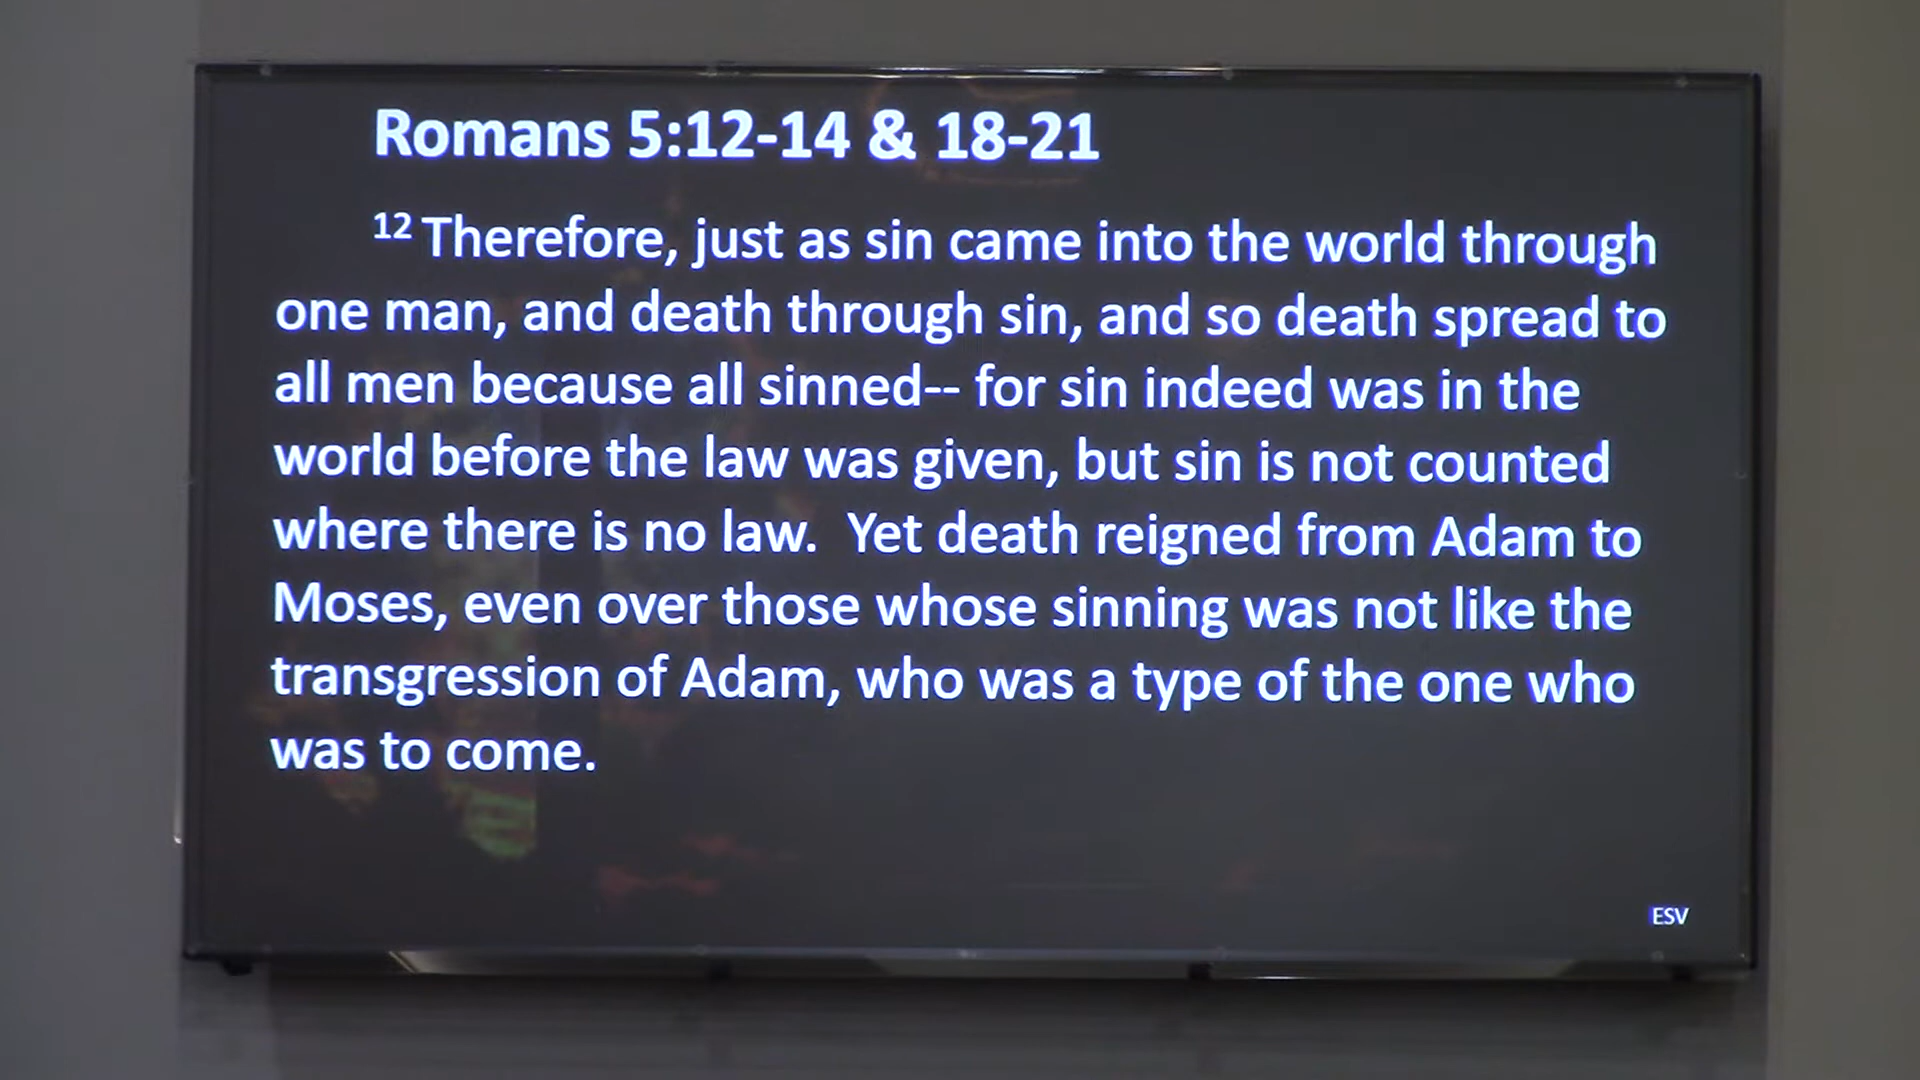 Romans 5:12-14 & 18-21
12 Therefore, just as sin came into the world through
one man, and death through sin, and so death spread to
all men because all sinned-- for sin indeed was in the
world before the law was given, but sin is not counted
where there is no law.  Yet death reigned from Adam to
Moses, even over those whose sinning was not like the
transgression of Adam, who was a type of the one who
was to come.
ESV